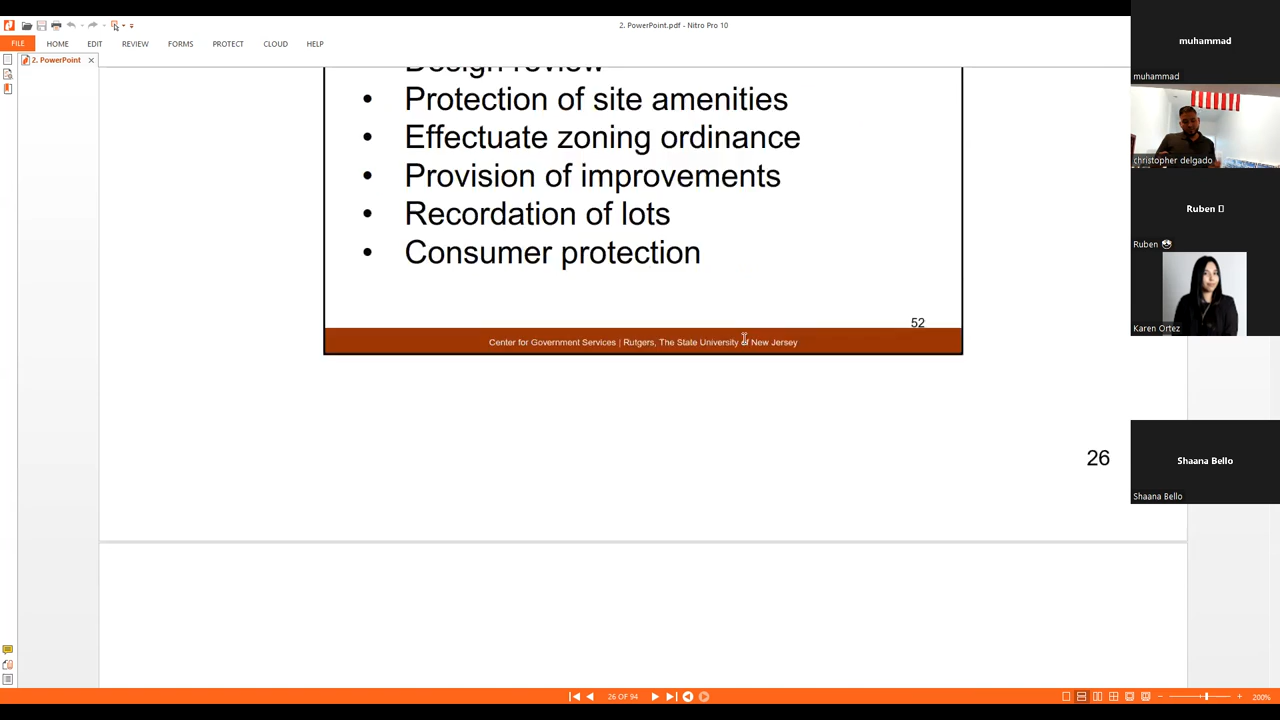 2. PowerPoint.pdf - Nitro Pro 10
FILE HOME EDIT REVIEW FORMS PROTECT CLOUD HELP
2. PowerPoint
Design review
• Protection of site amenities
• Effectuate zoning ordinance
• Provision of improvements
• Recordation of lots
• Consumer protection
52
Center for Government Services | Rutgers, The State University of New Jersey
26
26 OF 94
200%
muhammad
muhammad
christopher delgado
Ruben
Ruben
Karen Ortez
Shaana Bello
Shaana Bello